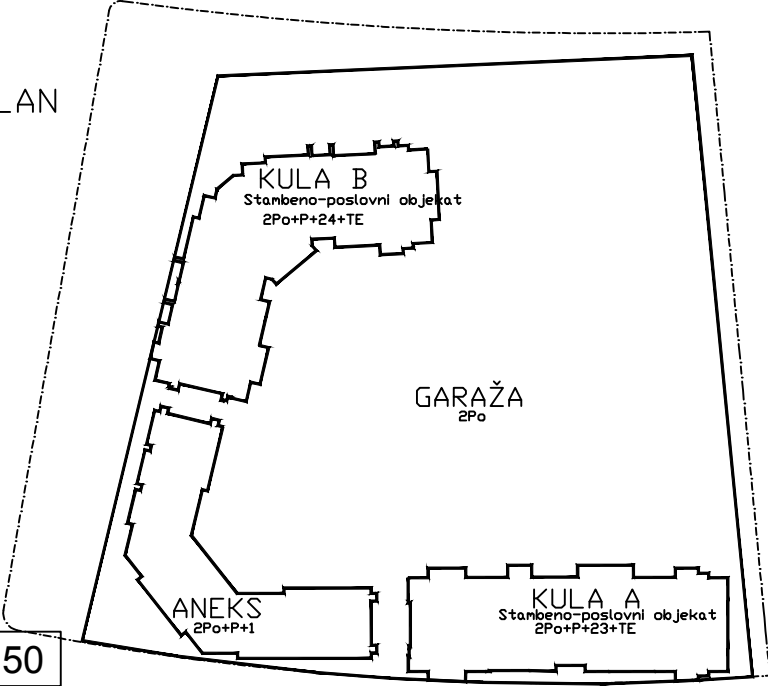 LAN
KULA B
Stambeno-poslovni objekat
2Po+P+24+TE
GARAŽA
2Po
ANEKS
2Po+P+1
KULA A
Stambeno-poslovni objekat
2Po+P+23+TE
50